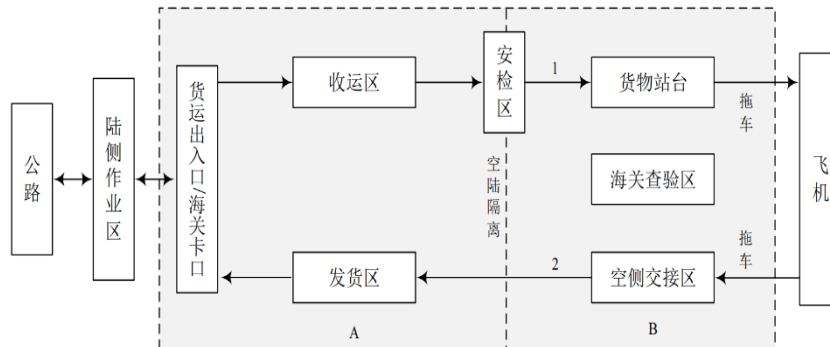 公路
陆侧作业区
货运出入口/海关卡口
收运区
安检区
1
货物站台
拖车
飞机
空陆隔离
海关查验区
发货区
2
空侧交接区
拖车
A
B